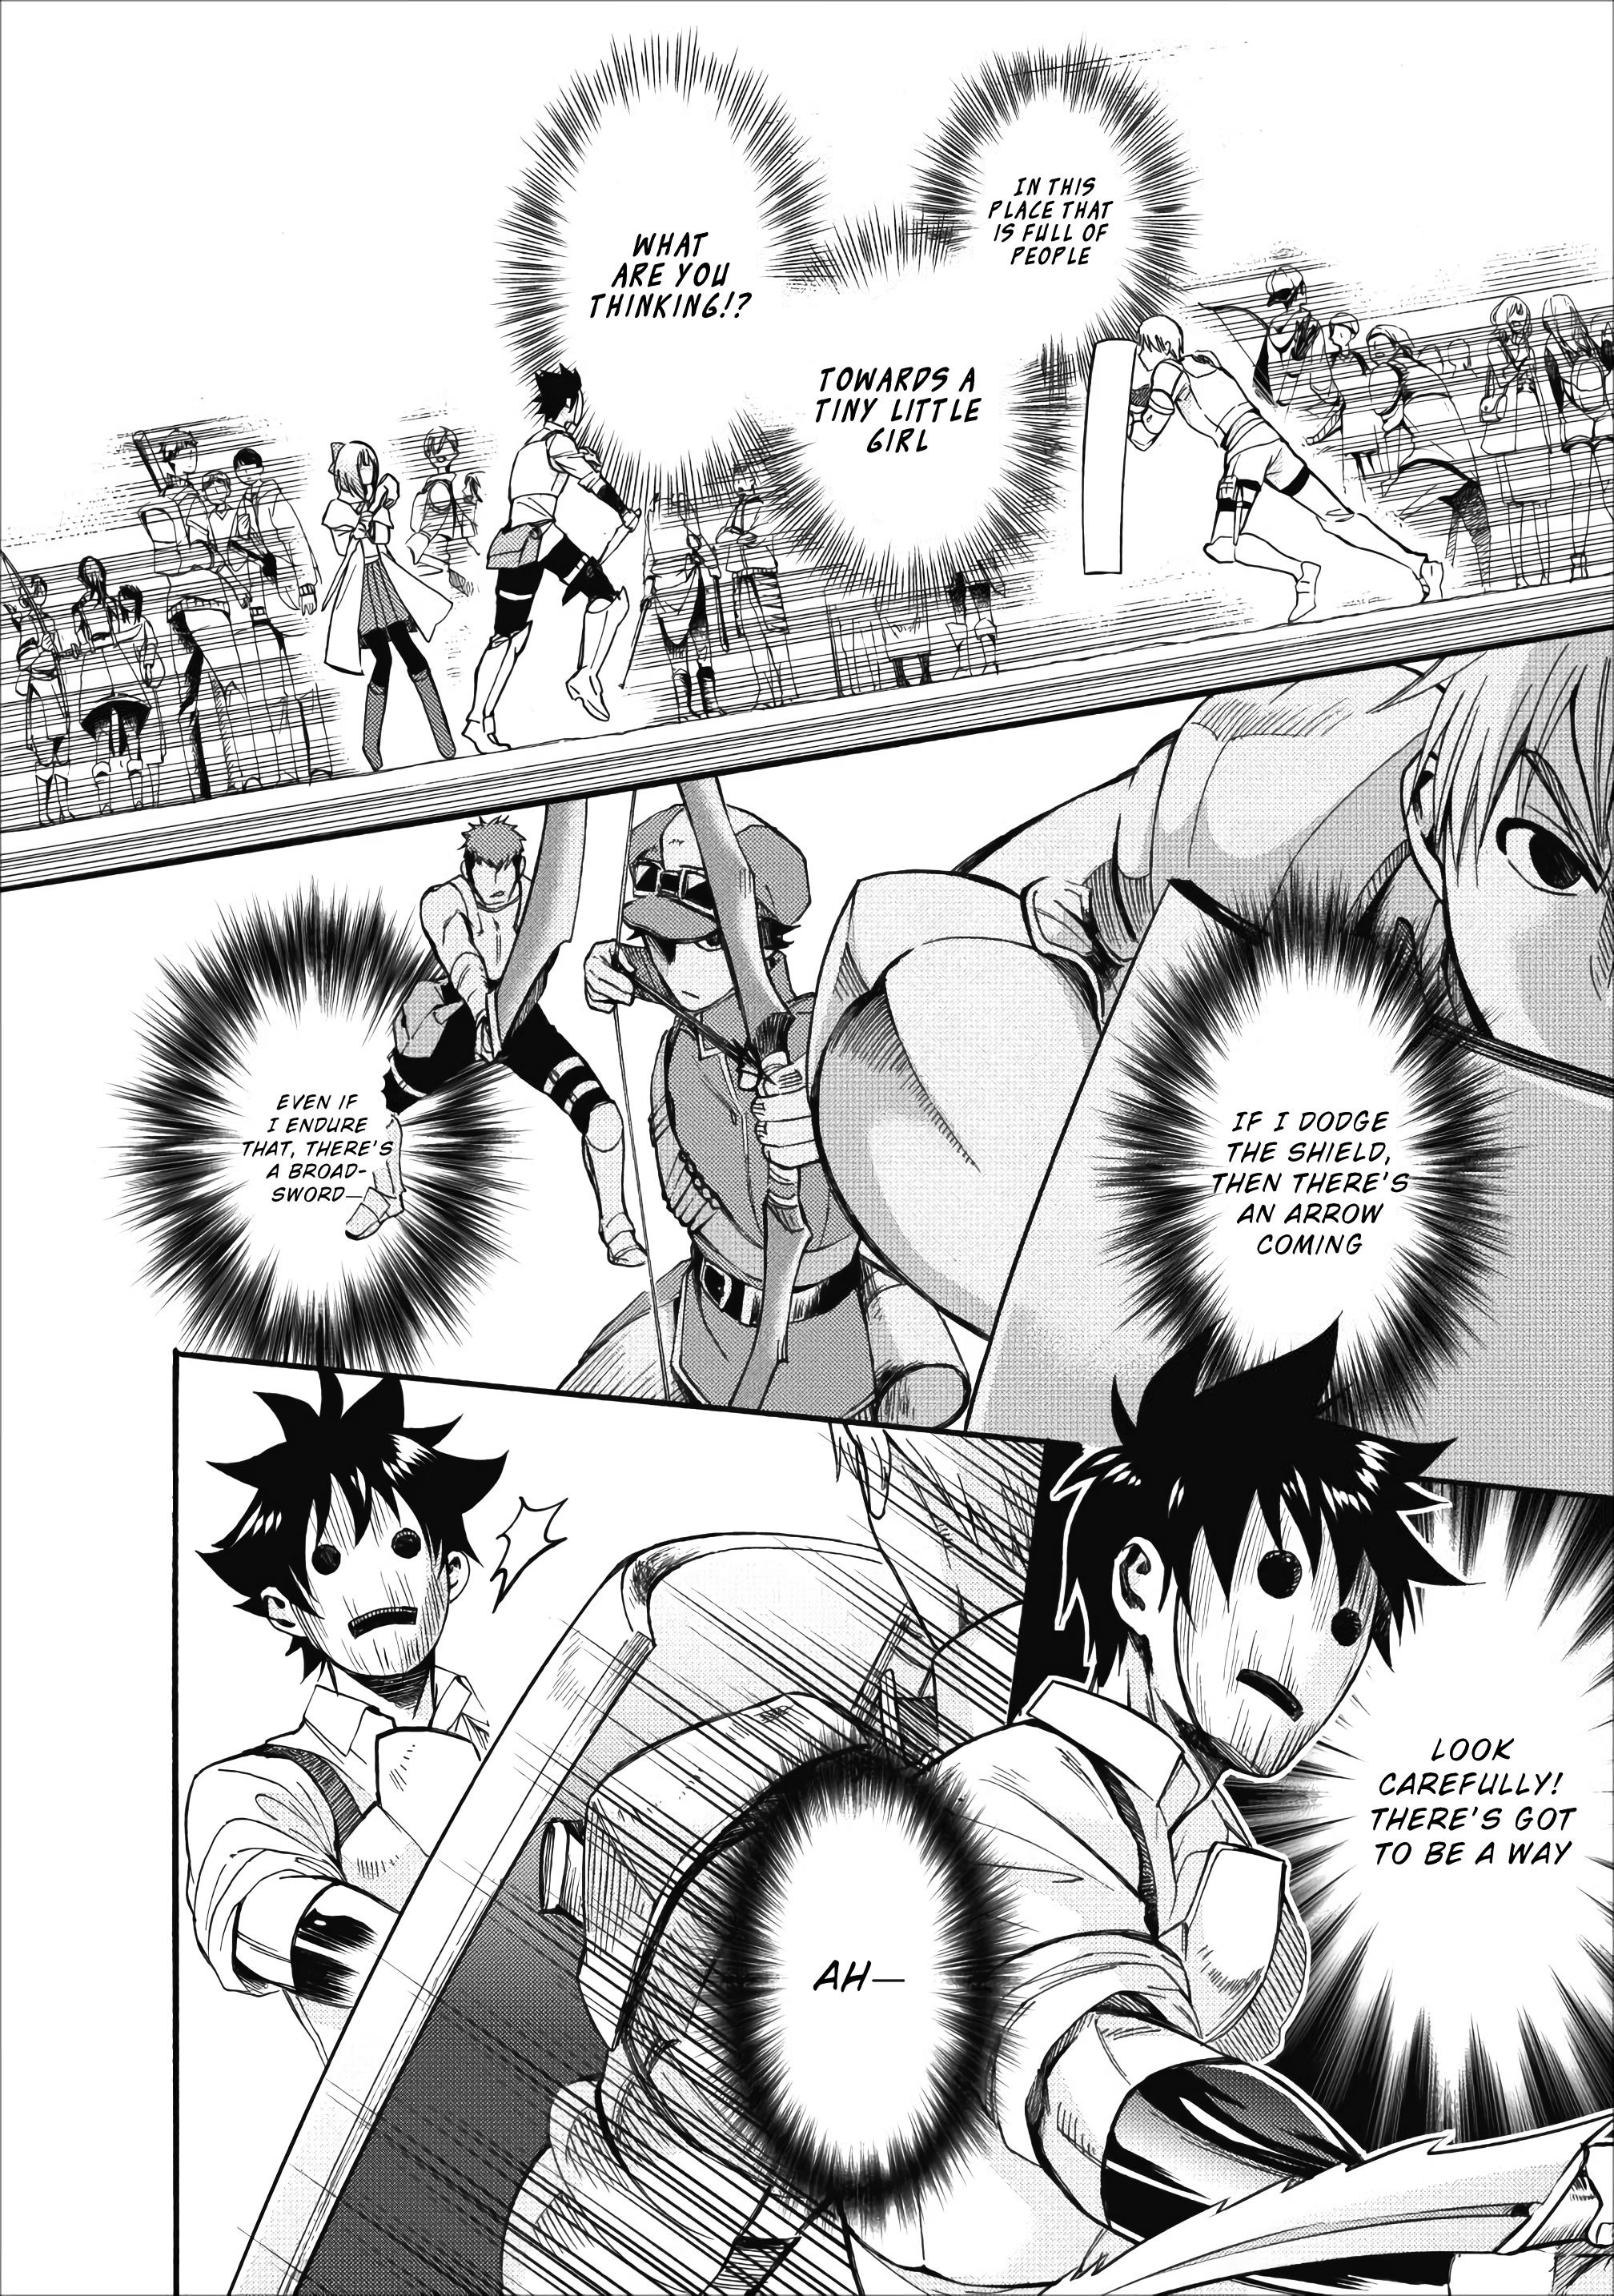 IN THIS
PLACE THAT
IS FULL OF
PEOPLE
TOWARDS A
TINY LITTLE
GIRL
WHAT
ARE YOU
THINKING!?
IF I DODGE
THE SHIELD,
THEN THERE'S
AN ARROW
COMING
EVEN IF
I ENDURE
THAT, THERE'S
A BROAD-
SWORD—
LOOK
CAREFULLY!
THERE'S GOT
TO BE A WAY
AH—